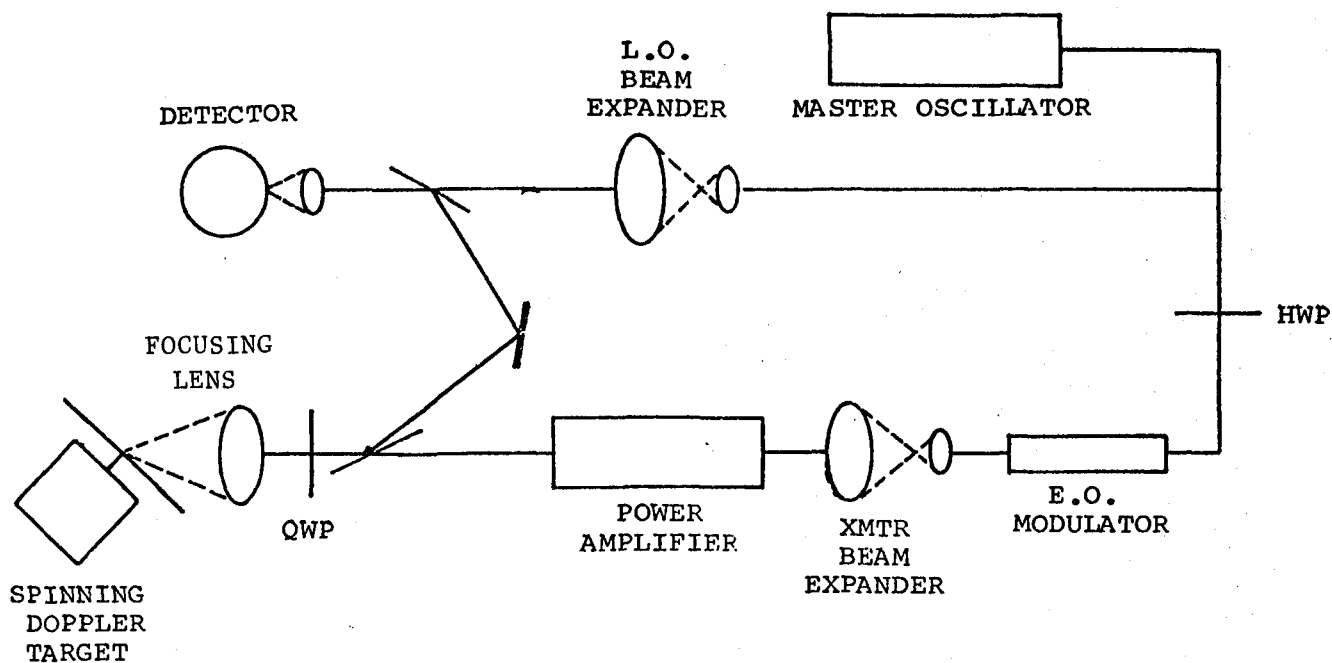 L.O.
BEAM
EXPANDER
MASTER OSCILLATOR
DETECTOR
HWP
FOCUSING
LENS
QWP
POWER
AMPLIFIER
XMTR
BEAM
EXPANDER
E.O.
MODULATOR
SPINNING
DOPPLER
TARGET